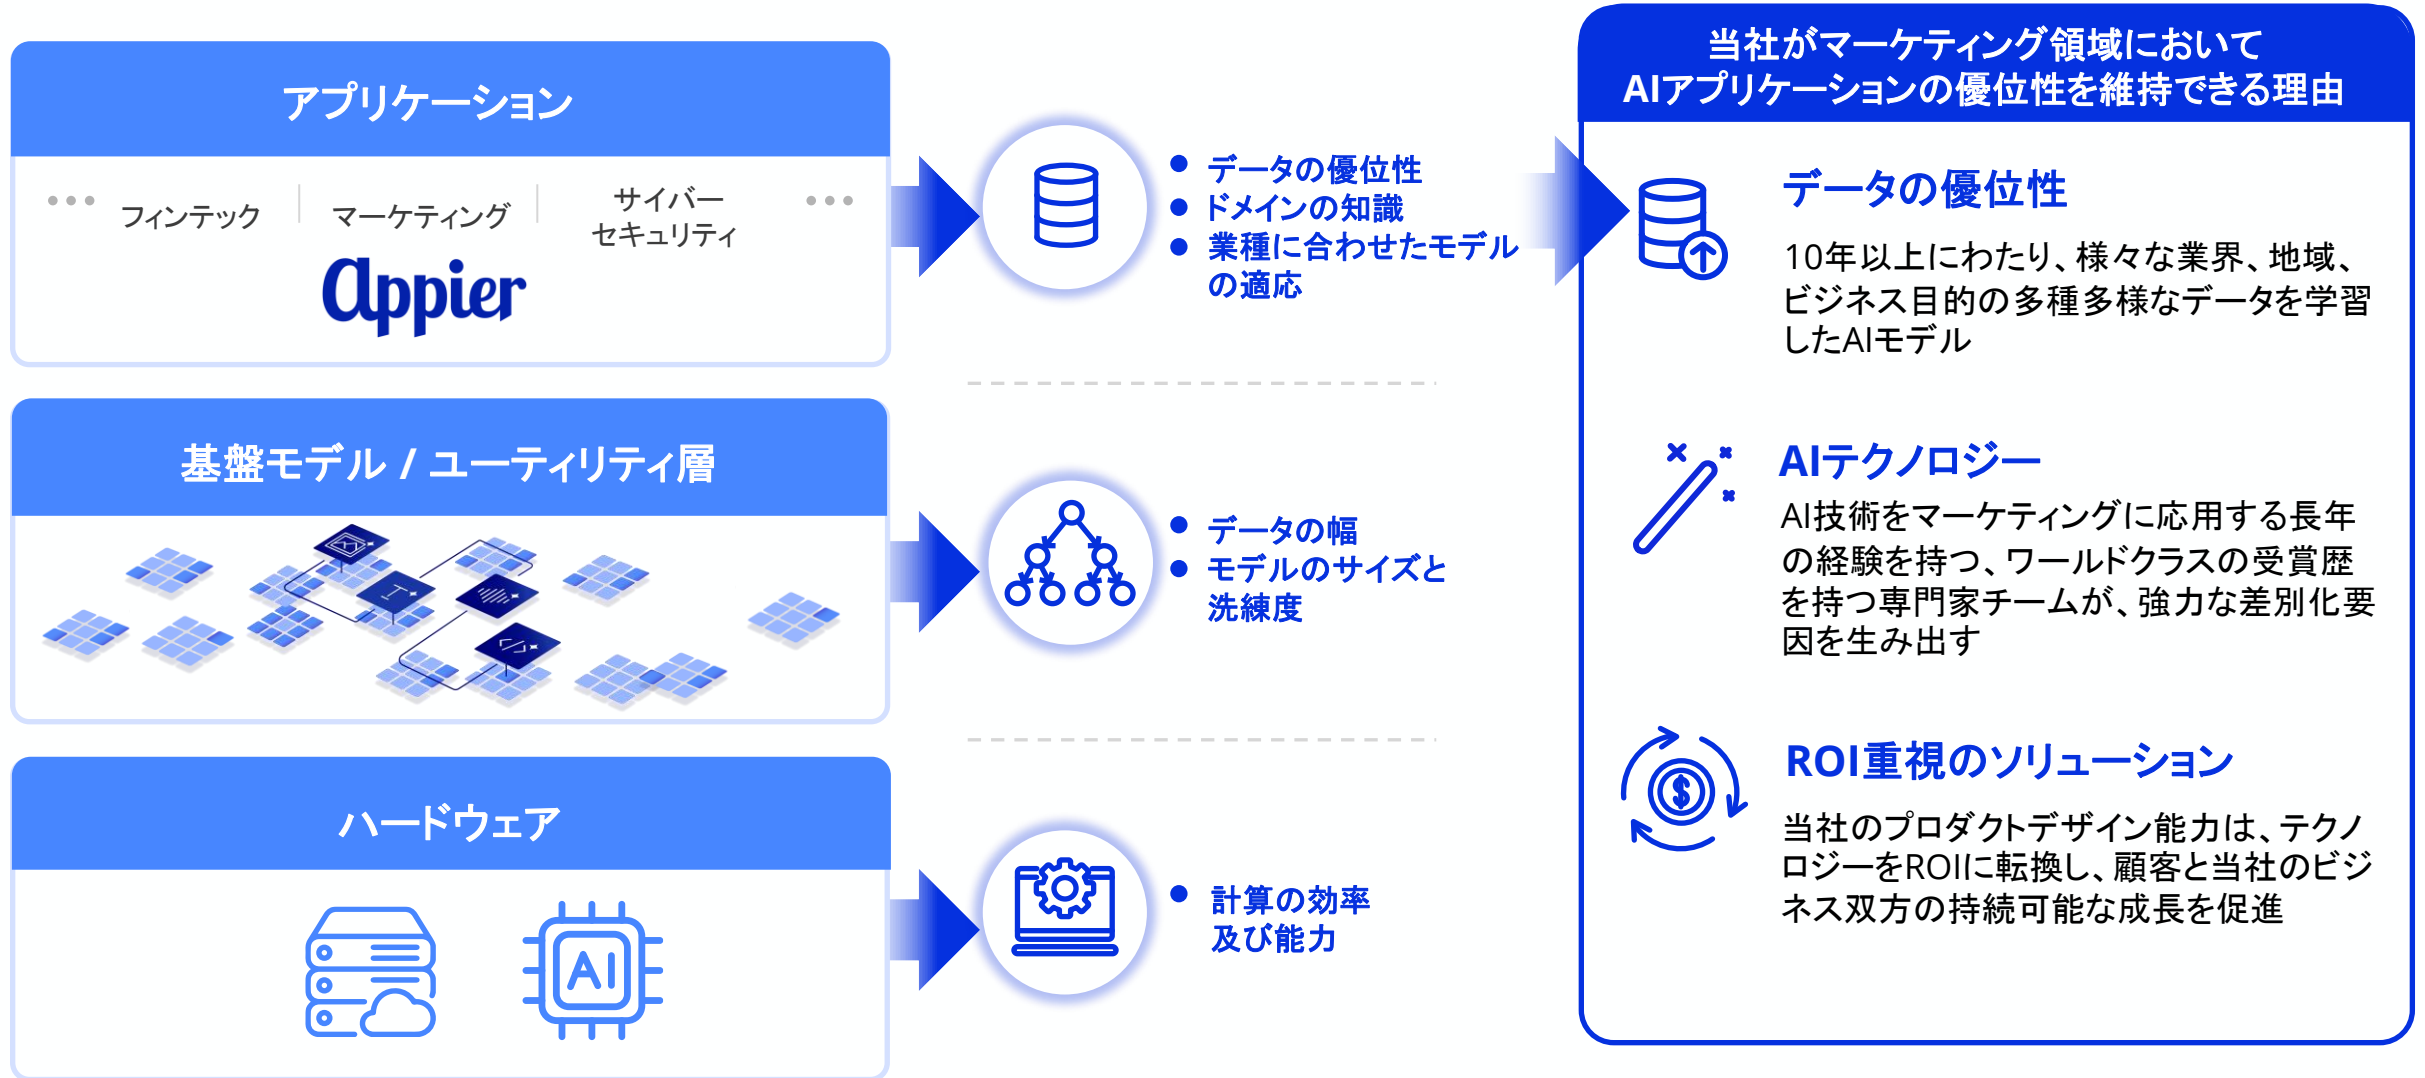 アプリケーション
フィンテック
マーケティング
サイバー
セキュリティ
appier
データの優位性
ドメインの知識
業種に合わせたモデル
の適応
基盤モデル / ユーティリティ層
データの幅
モデルのサイズと
洗練度
ハードウェア
AI
計算の効率
及び能力
当社がマーケティング領域において
AIアプリケーションの優位性を維持できる理由
データの優位性
10年以上にわたり、様々な業界、地域、
ビジネス目的の多種多様なデータを学習
したAIモデル
AIテクノロジー
AI技術をマーケティングに応用する長年
の経験を持つ、ワールドクラスの受賞歴
を持つ専門家チームが、強力な差別化要
因を生み出す
ROI重視のソリューション
当社のプロダクトデザイン能力は、テクノ
ロジーをROIに転換し、顧客と当社のビジ
ネス双方の持続可能な成長を促進